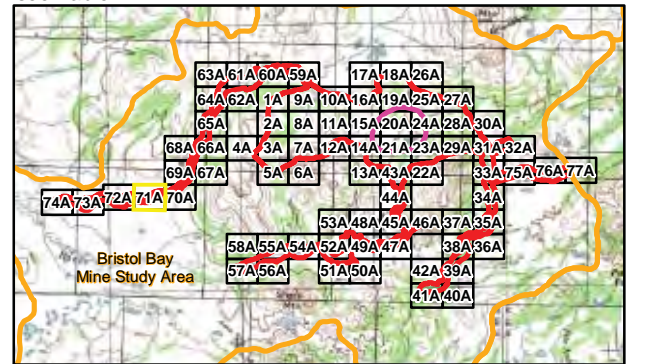 63A 61A 60A 59A 17A 18A 26A
64A 62A 1A 9A 10A 16A 19A 25A 27A
65A 2A 8A 11A 15A 20A 24A 28A 30A
68A 66A 4A 3A 7A 12A 14A 21A 23A 29A 31A 32A
69A 67A 5A 6A 13A 43A 22A 33A 75A 76A 77A
74A 73A 72A 71A 70A 44A 34A
53A 48A 45A 46A 37A 35A
58A 55A 54A 52A 49A 47A 38A 36A
Bristol Bay
57A 56A 51A 50A 42A 39A
Mine Study Area
41A 40A